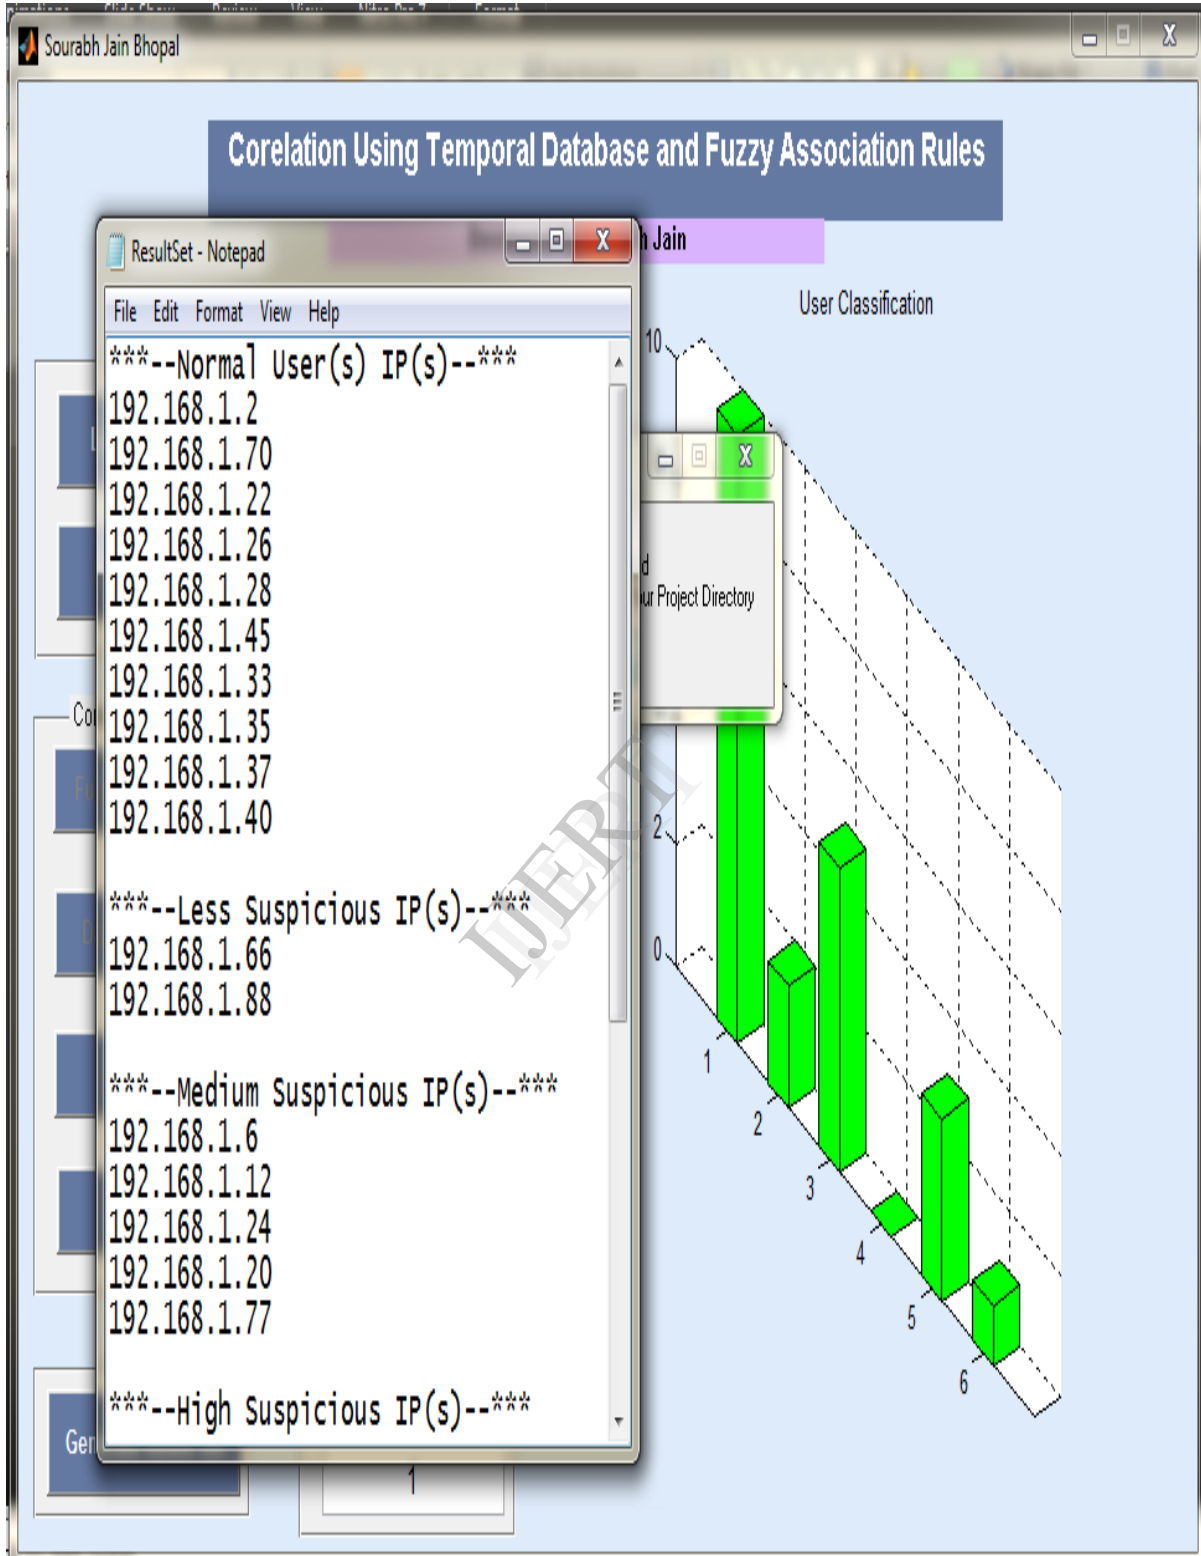 Sourabh Jain Bhopal
Corelation Using Temporal Database and Fuzzy Association Rules
Jain
ResultSet - Notepad
File Edit Format View Help
***--Normal User(s) IP(s)--***
192.168.1.2
192.168.1.70
192.168.1.22
192.168.1.26
192.168.1.28
192.168.1.45
192.168.1.33
192.168.1.35
192.168.1.37
192.168.1.40
***--Less Suspicious IP(s)--***
192.168.1.66
192.168.1.88
***--Medium Suspicious IP(s)--***
192.168.1.6
192.168.1.12
192.168.1.24
192.168.1.20
192.168.1.77
***--High Suspicious IP(s)--***
User Classification
10
2
0
1
2
3
4
5
6
Project Directory
1
IJERT